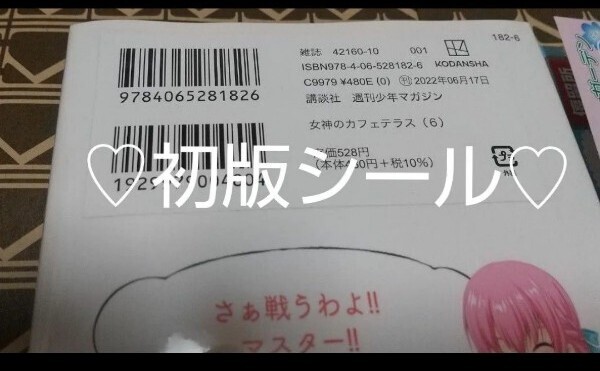 雑誌 42160-10 001
182-6
ISBN978-4-06-528182-6 KODANSHA
C9979 ¥480E (0) 刊 2022年06月17日
9784065281826
講談社 週刊少年マガジン
女神のカフェテラス(6)
定価528円
(本体480円+税10%)
♡初版シール♡
さぁ戦うわよ!!
マスター!!